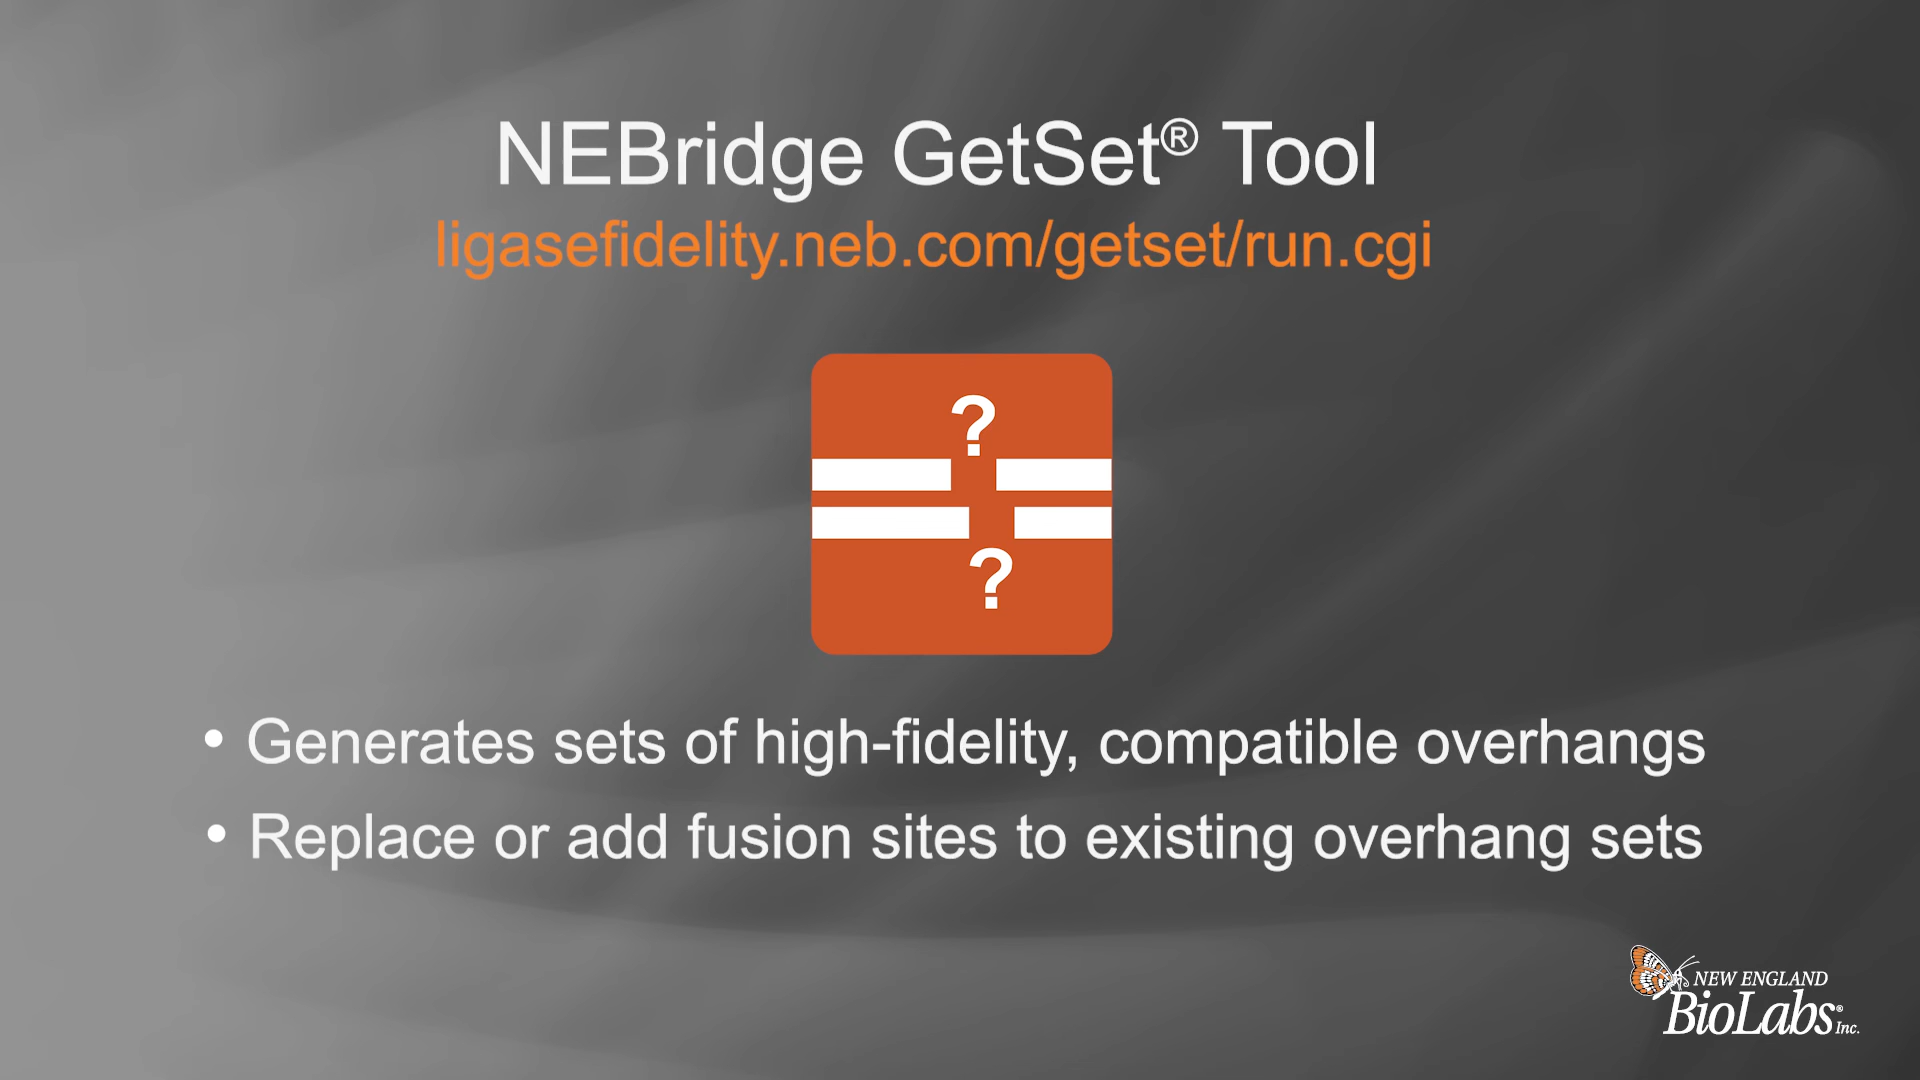 NEBridge GetSet® Tool
ligasefidelity.neb.com/getset/run.cgi
?
?
• Generates sets of high-fidelity, compatible overhangs
• Replace or add fusion sites to existing overhang sets
NEW ENGLAND
BioLabs® Inc.